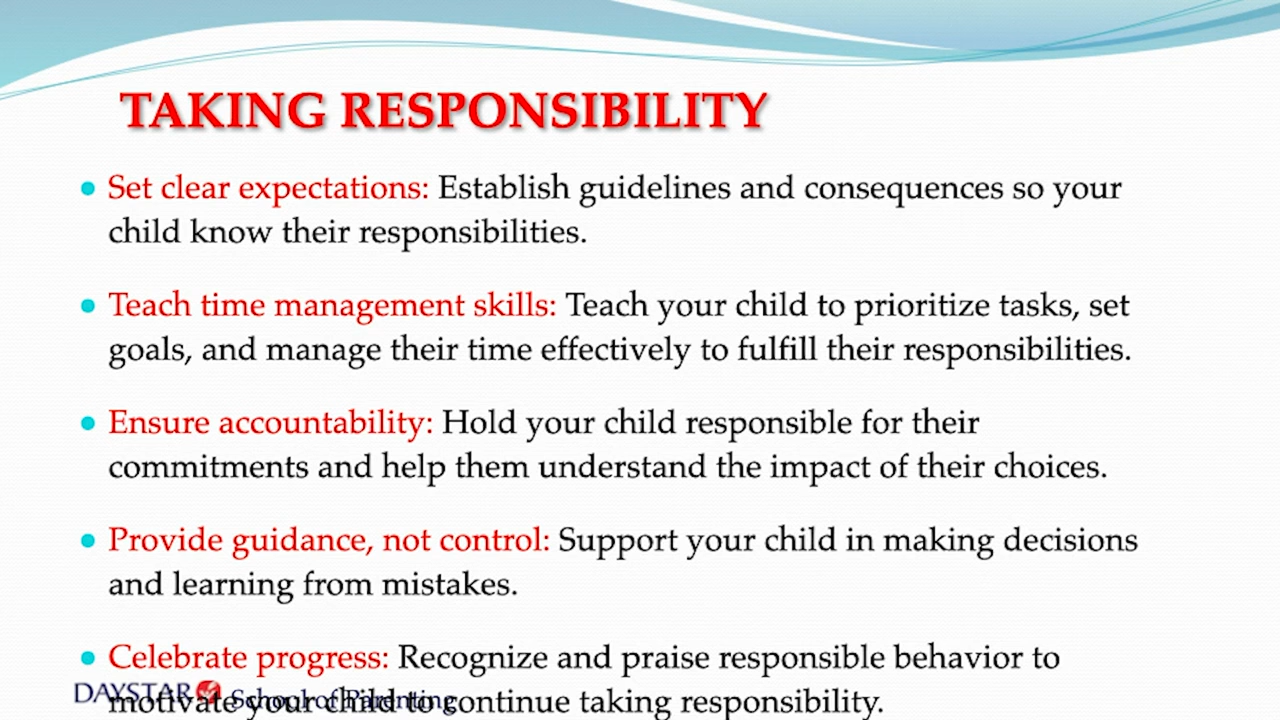 TAKING RESPONSIBILITY
Set clear expectations: Establish guidelines and consequences so your
child know their responsibilities.
Teach time management skills: Teach your child to prioritize tasks, set
goals, and manage their time effectively to fulfill their responsibilities.
Ensure accountability: Hold your child responsible for their
commitments and help them understand the impact of their choices.
Provide guidance, not control: Support your child in making decisions
and learning from mistakes.
Celebrate progress: Recognize and praise responsible behavior to
motivate your child to continue taking responsibility.
DAYSTAR School of Parenting